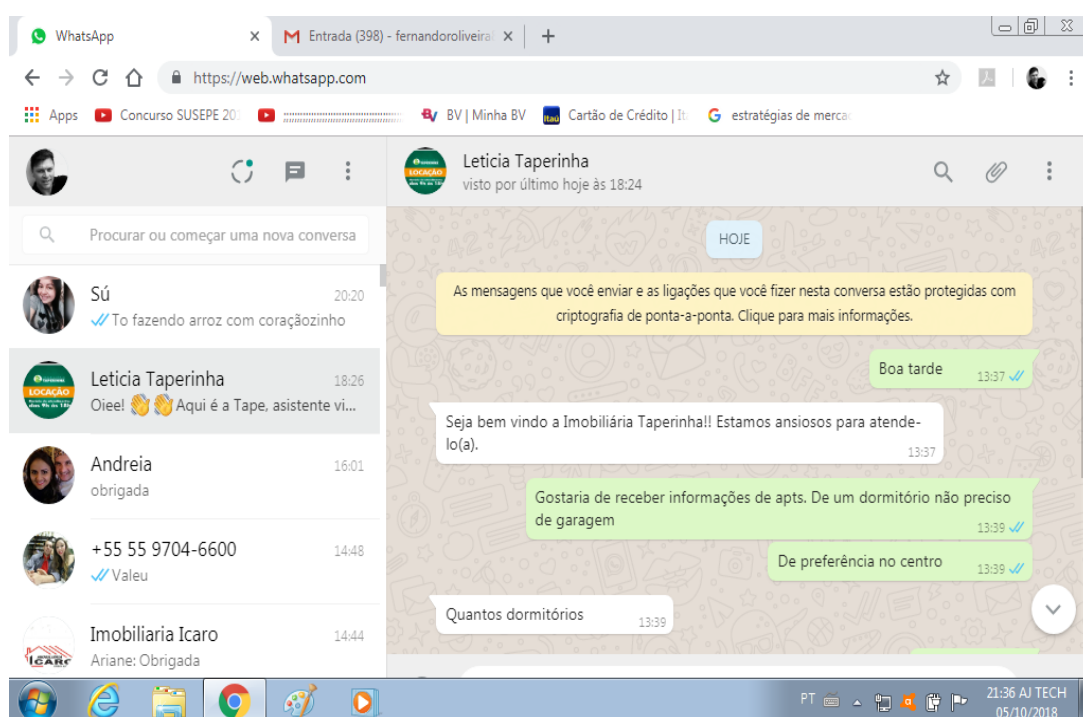 WhatsApp
Entrada (398) - fernandoroliveiral
https://web.whatsapp.com
Apps
Concurso SUSEPE 20
BV | Minha BV
Itaú
Cartão de Crédito | It
estratégias de mercad
Leticia Taperinha
visto por último hoje às 18:24
Procurar ou começar uma nova conversa
Sú
20:20
To fazendo arroz com coraçãozinho
LOCAÇÃO
Leticia Taperinha
18:26
Oiee! 👋👋Aqui é a Tape, asistente vi...
Andreia
16:01
obrigada
+55 55 9704-6600
14:48
Valeu
Imobiliaria Icaro
14:44
Ariane: Obrigada
HOJE
As mensagens que você enviar e as ligações que você fizer nesta conversa estão protegidas com
criptografia de ponta-a-ponta. Clique para mais informações.
Boa tarde
13:37
Seja bem vindo a Imobiliária Taperinha!! Estamos ansiosos para atende-
lo(a).
13:37
Gostaria de receber informações de apts. De um dormitório não preciso
de garagem
13:39
De preferência no centro
13:39
Quantos dormitórios
13:39
PT
21:36 AJ TECH
05/10/2018